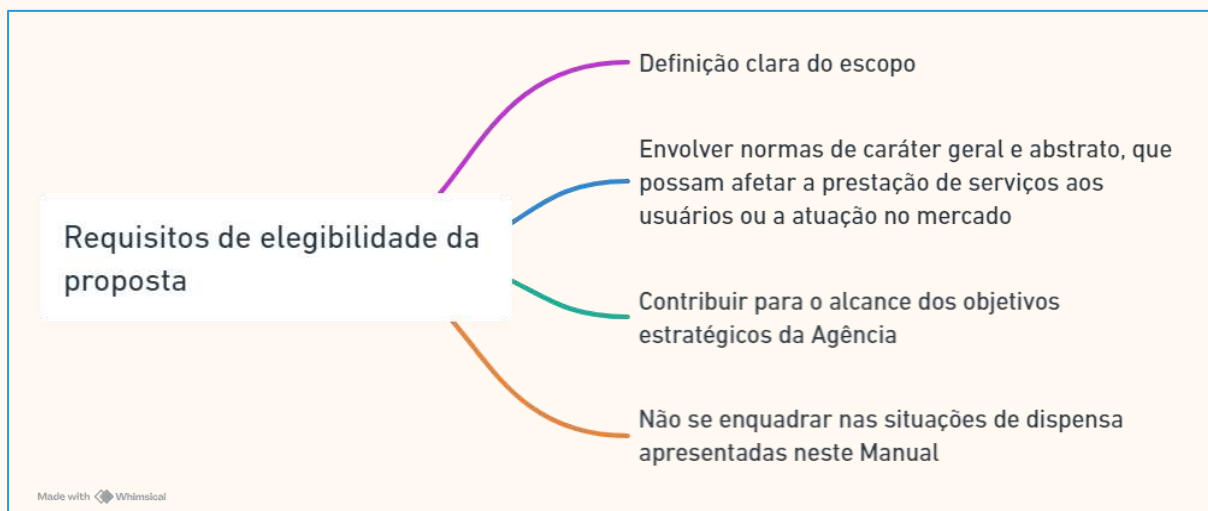 Requisitos de elegibilidade da
proposta
Definição clara do escopo
Envolver normas de caráter geral e abstrato, que
possam afetar a prestação de serviços aos
usuários ou a atuação no mercado
Contribuir para o alcance dos objetivos
estratégicos da Agência
Não se enquadrar nas situações de dispensa
apresentadas neste Manual
Made with Whimsical